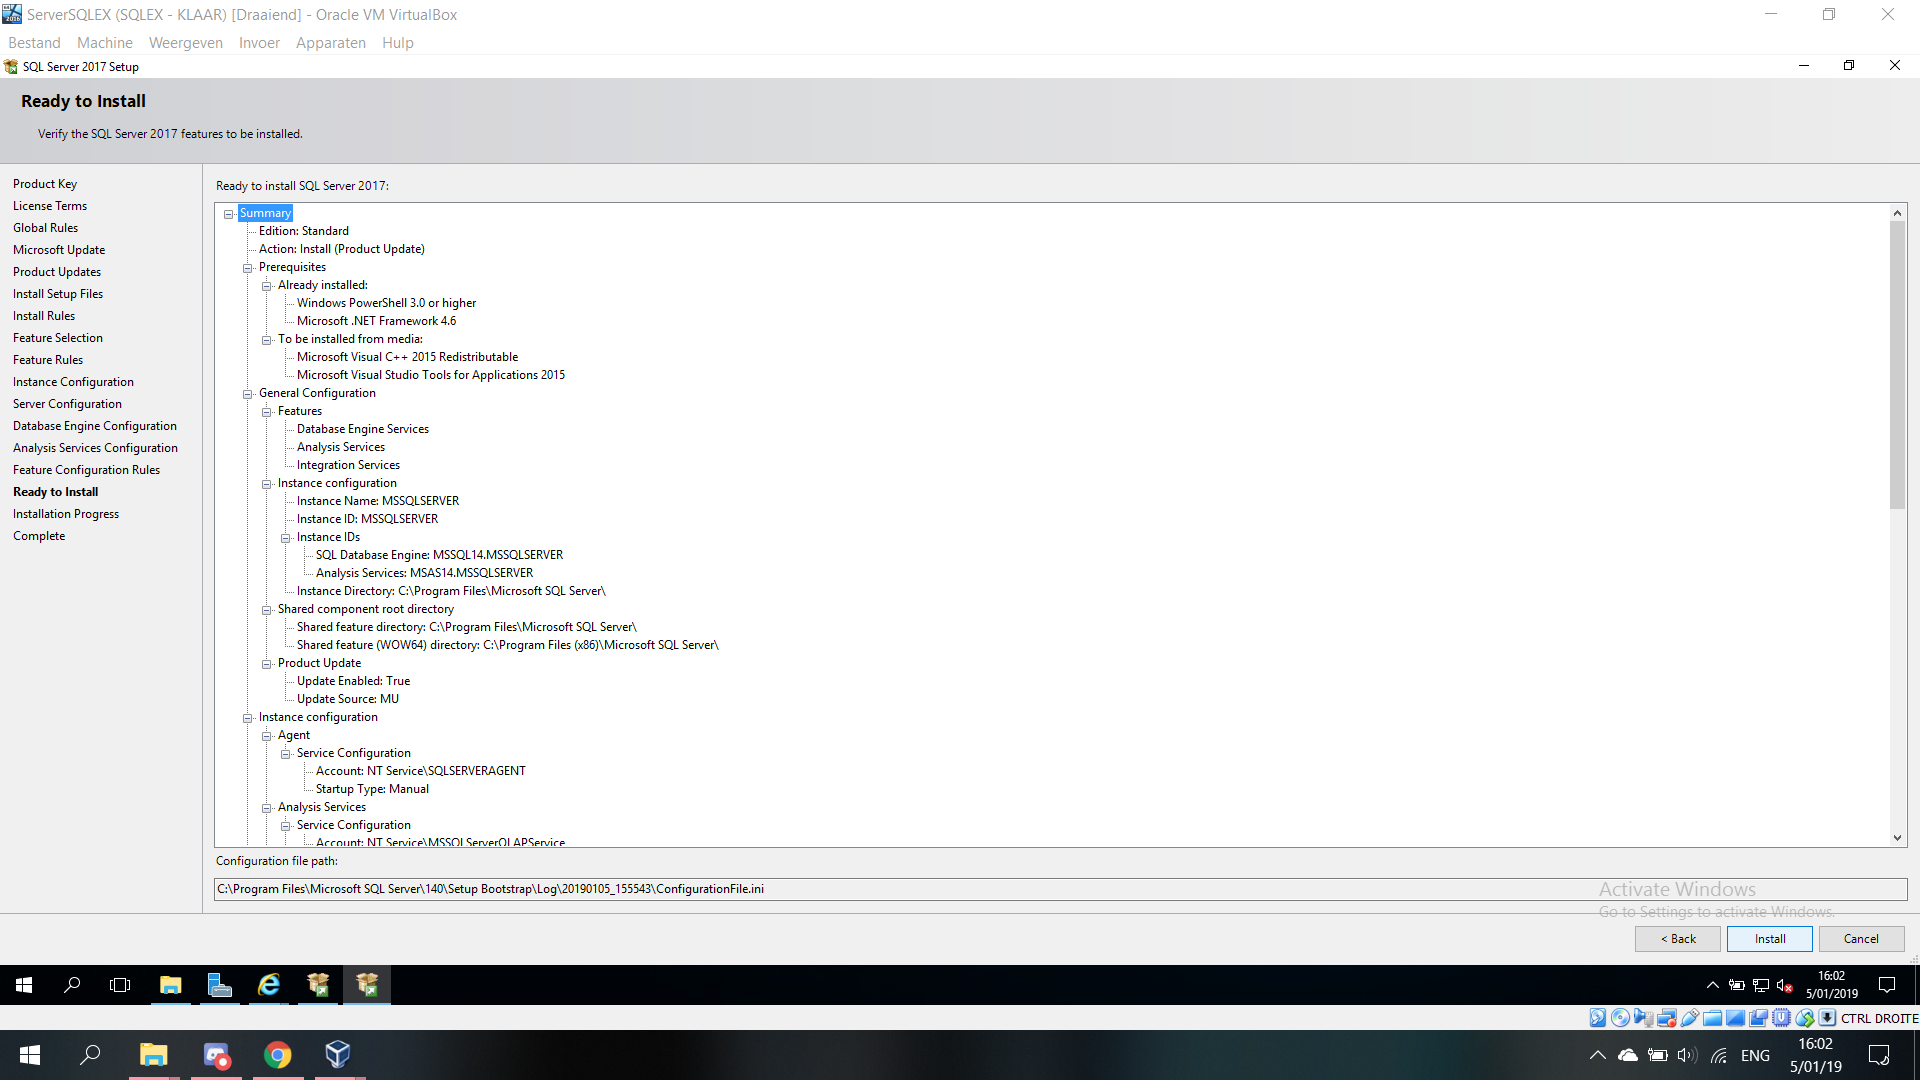 ServerSQLEX (SQLEX - KLAAR) [Draaiend] - Oracle VM VirtualBox
Bestand Machine Weergeven Invoer Apparaten Hulp
SQL Server 2017 Setup
Ready to Install
Verify the SQL Server 2017 features to be installed.
Product Key
License Terms
Global Rules
Microsoft Update
Product Updates
Install Setup Files
Install Rules
Feature Selection
Feature Rules
Instance Configuration
Server Configuration
Database Engine Configuration
Analysis Services Configuration
Feature Configuration Rules
Ready to Install
Installation Progress
Complete
Ready to install SQL Server 2017:
Summary
Edition: Standard
Action: Install (Product Update)
Prerequisites
Already installed:
Windows PowerShell 3.0 or higher
Microsoft .NET Framework 4.6
To be installed from media:
Microsoft Visual C++ 2015 Redistributable
Microsoft Visual Studio Tools for Applications 2015
General Configuration
Features
Database Engine Services
Analysis Services
Integration Services
Instance configuration
Instance Name: MSSQLSERVER
Instance ID: MSSQLSERVER
Instance IDs
SQL Database Engine: MSSQL14.MSSQLSERVER
Analysis Services: MSAS14.MSSQLSERVER
Instance Directory: C:\Program Files\Microsoft SQL Server\
Shared component root directory
Shared feature directory: C:\Program Files\Microsoft SQL Server\
Shared feature (WOW64) directory: C:\Program Files (x86)\Microsoft SQL Server\
Product Update
Update Enabled: True
Update Source: MU
Instance configuration
Agent
Service Configuration
Account: NT Service\SQLSERVERAGENT
Startup Type: Manual
Analysis Services
Service Configuration
Account: NT Service\MSSQLServerOLAPService
Configuration file path:
C:\Program Files\Microsoft SQL Server\140\Setup Bootstrap\Log\20190105_155543\ConfigurationFile.ini
Activate Windows
Go to Settings to activate Windows.
< Back Install Cancel
16:02
5/01/2019
CTRL DROITE
ENG
16:02
5/01/19